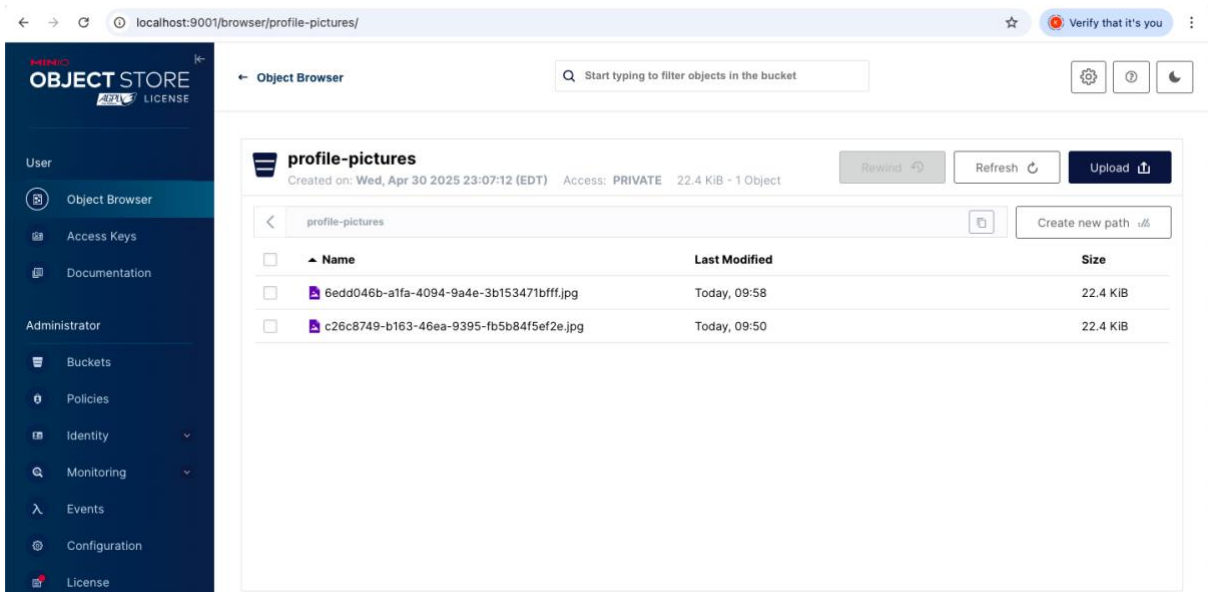 localhost:9001/browser/profile-pictures/
Verify that it's you
MINIO
OBJECT STORE
AGPLv3 LICENSE
← Object Browser
Start typing to filter objects in the bucket
User
Object Browser
Access Keys
Documentation
Administrator
Buckets
Policies
Identity
Monitoring
Events
Configuration
License
profile-pictures
Created on: Wed, Apr 30 2025 23:07:12 (EDT) Access: PRIVATE 22.4 KiB - 1 Object
Rewind
Refresh
Upload
profile-pictures
Create new path
Name Last Modified Size
6edd046b-a1fa-4094-9a4e-3b153471bfff.jpg Today, 09:58 22.4 KiB
c26c8749-b163-46ea-9395-fb5b84f5ef2e.jpg Today, 09:50 22.4 KiB